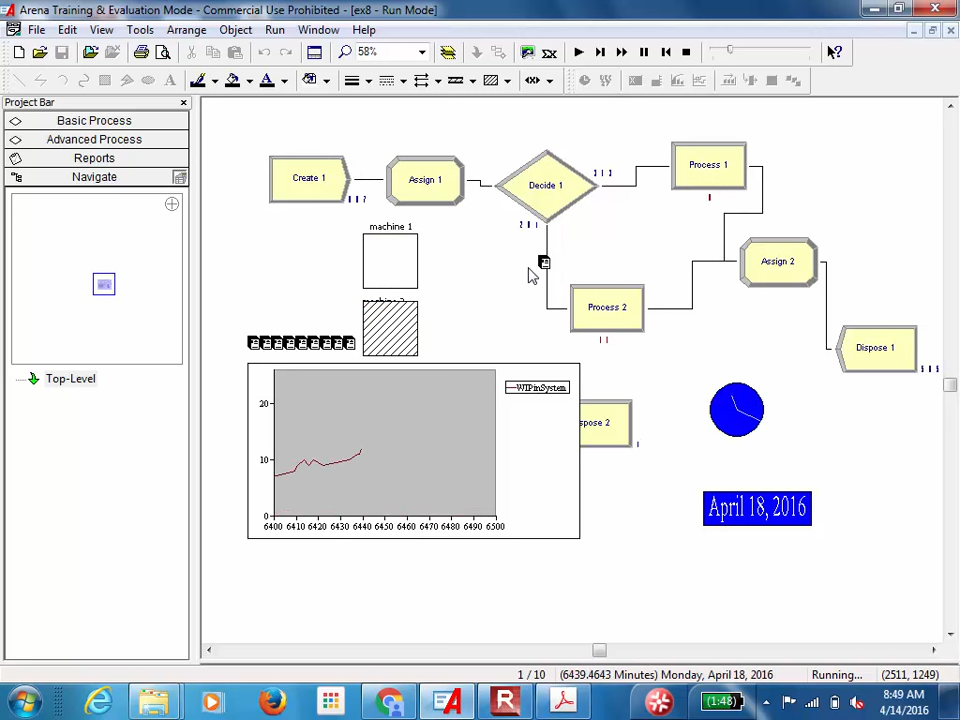 Arena Training & Evaluation Mode - Commercial Use Prohibited - [ex8 - Run Mode]
File Edit View Tools Arrange Object Run Window Help
58%
Project Bar
Basic Process
Advanced Process
Reports
Navigate
Top-Level
Create 1
Assign 1
Decide 1
Process 1
machine 1
Assign 2
Process 2
Dispose 1
WIPinSystem
20
10
0
6400 6410 6420 6430 6440 6450 6460 6470 6480 6490 6500
spose 2
April 18, 2016
1 / 10
(6439.4643 Minutes) Monday, April 18, 2016
Running...
(2511, 1249)
(1:48)
8:49 AM
4/14/2016